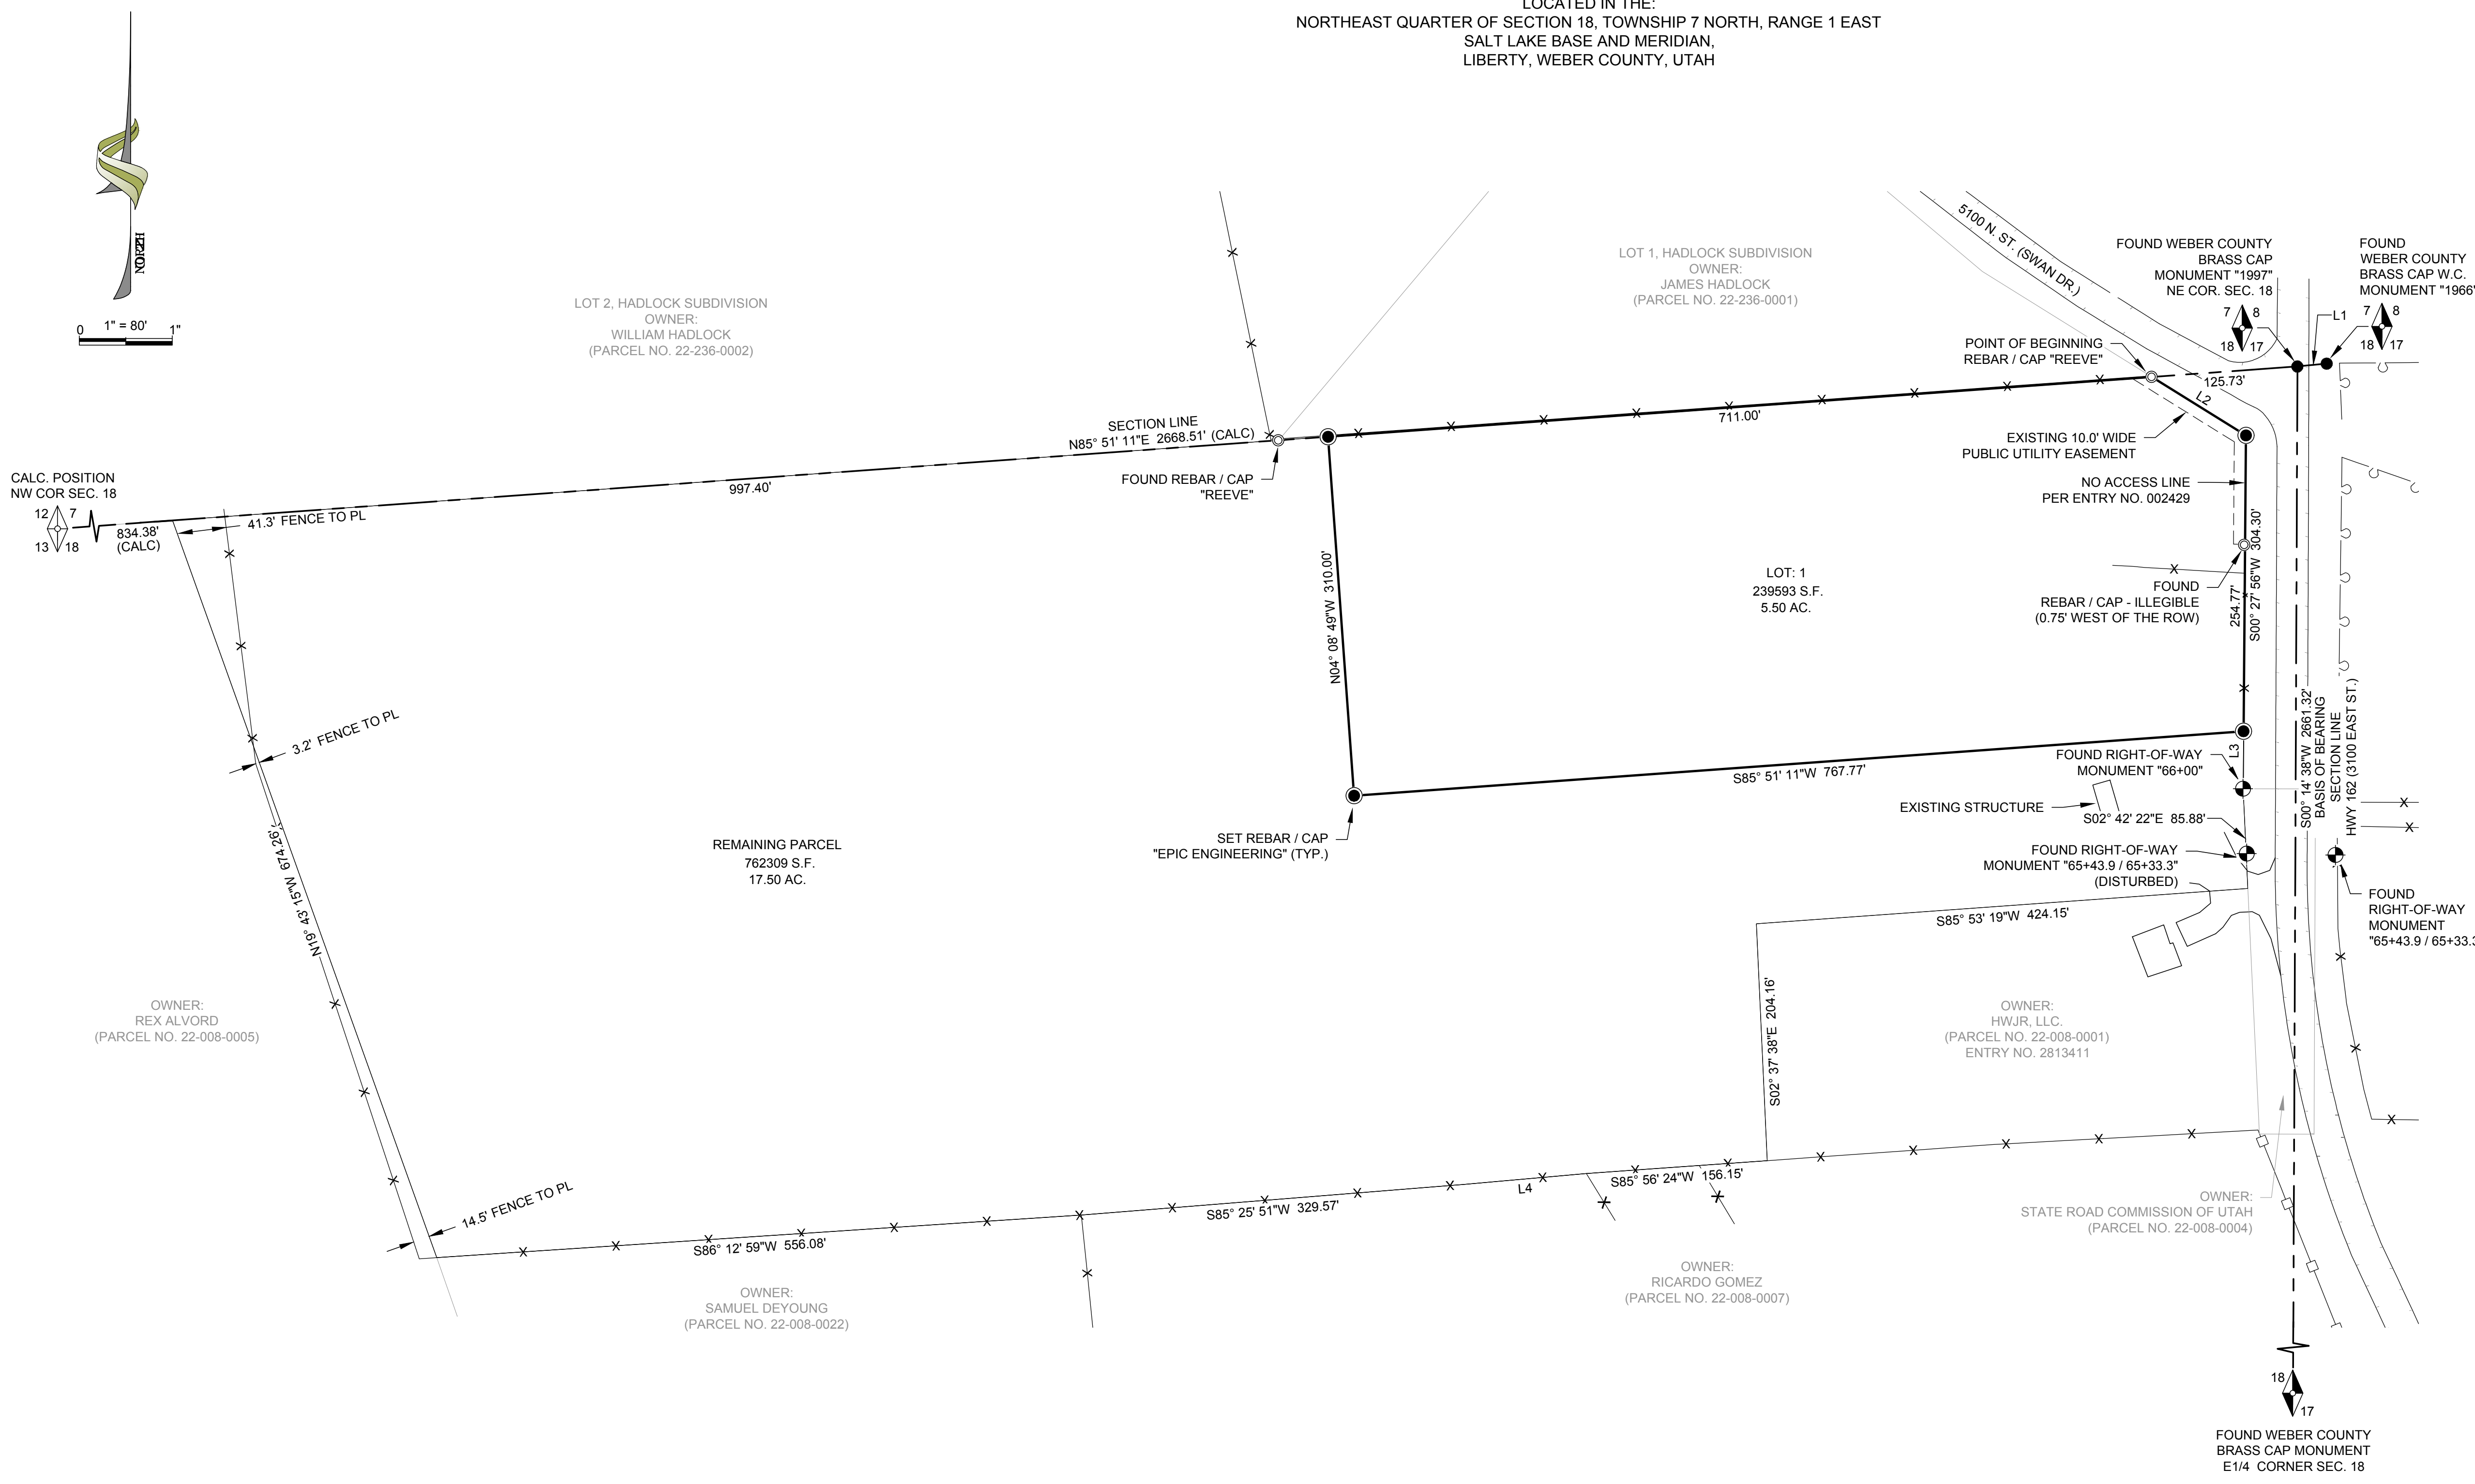 LOCATED IN THE:
NORTHEAST QUARTER OF SECTION 18, TOWNSHIP 7 NORTH, RANGE 1 EAST
SALT LAKE BASE AND MERIDIAN,
LIBERTY, WEBER COUNTY, UTAH
NORTH
0 1" = 80' 1"
LOT 2, HADLOCK SUBDIVISION
OWNER:
WILLIAM HADLOCK
(PARCEL NO. 22-236-0002)
LOT 1, HADLOCK SUBDIVISION
OWNER:
JAMES HADLOCK
(PARCEL NO. 22-236-0001)
5100 N. ST. (SWAN DR.)
FOUND WEBER COUNTY
BRASS CAP
MONUMENT "1997"
NE COR. SEC. 18
7 8
18 17
FOUND
WEBER COUNTY
BRASS CAP W.C.
MONUMENT "1966"
7 8
18 17
L1
POINT OF BEGINNING
REBAR / CAP "REEVE"
125.73'
L2
711.00'
SECTION LINE
N85° 51' 11"E 2668.51' (CALC)
EXISTING 10.0' WIDE
PUBLIC UTILITY EASEMENT
FOUND REBAR / CAP
"REEVE"
NO ACCESS LINE
PER ENTRY NO. 002429
CALC. POSITION
NW COR SEC. 18
12 7
13 18
834.38'
(CALC)
41.3' FENCE TO PL
997.40'
N04° 08' 49"W 310.00'
LOT: 1
239593 S.F.
5.50 AC.
FOUND
REBAR / CAP - ILLEGIBLE
(0.75' WEST OF THE ROW)
254.77'
S00° 27' 56"W 304.30'
3.2' FENCE TO PL
S85° 51' 11"W 767.77'
L3
FOUND RIGHT-OF-WAY
MONUMENT "66+00"
S00° 14' 38"W 2661.32'
BASIS OF BEARING
SECTION LINE
HWY 162 (3100 EAST ST.)
EXISTING STRUCTURE
S02° 42' 22"E 85.88'
SET REBAR / CAP
"EPIC ENGINEERING" (TYP.)
FOUND RIGHT-OF-WAY
MONUMENT "65+43.9 / 65+33.3"
(DISTURBED)
REMAINING PARCEL
762309 S.F.
17.50 AC.
N19° 43' 15"W 674.26'
FOUND
RIGHT-OF-WAY
MONUMENT
"65+43.9 / 65+33.3
S85° 53' 19"W 424.15'
S02° 37' 38"E 204.16'
OWNER:
REX ALVORD
(PARCEL NO. 22-008-0005)
OWNER:
HWJR, LLC.
(PARCEL NO. 22-008-0001)
ENTRY NO. 2813411
14.5' FENCE TO PL
S86° 12' 59"W 556.08'
S85° 25' 51"W 329.57'
L4
S85° 56' 24"W 156.15'
OWNER:
STATE ROAD COMMISSION OF UTAH
(PARCEL NO. 22-008-0004)
OWNER:
SAMUEL DEYOUNG
(PARCEL NO. 22-008-0022)
OWNER:
RICARDO GOMEZ
(PARCEL NO. 22-008-0007)
18
17
FOUND WEBER COUNTY
BRASS CAP MONUMENT
E1/4 CORNER SEC. 18